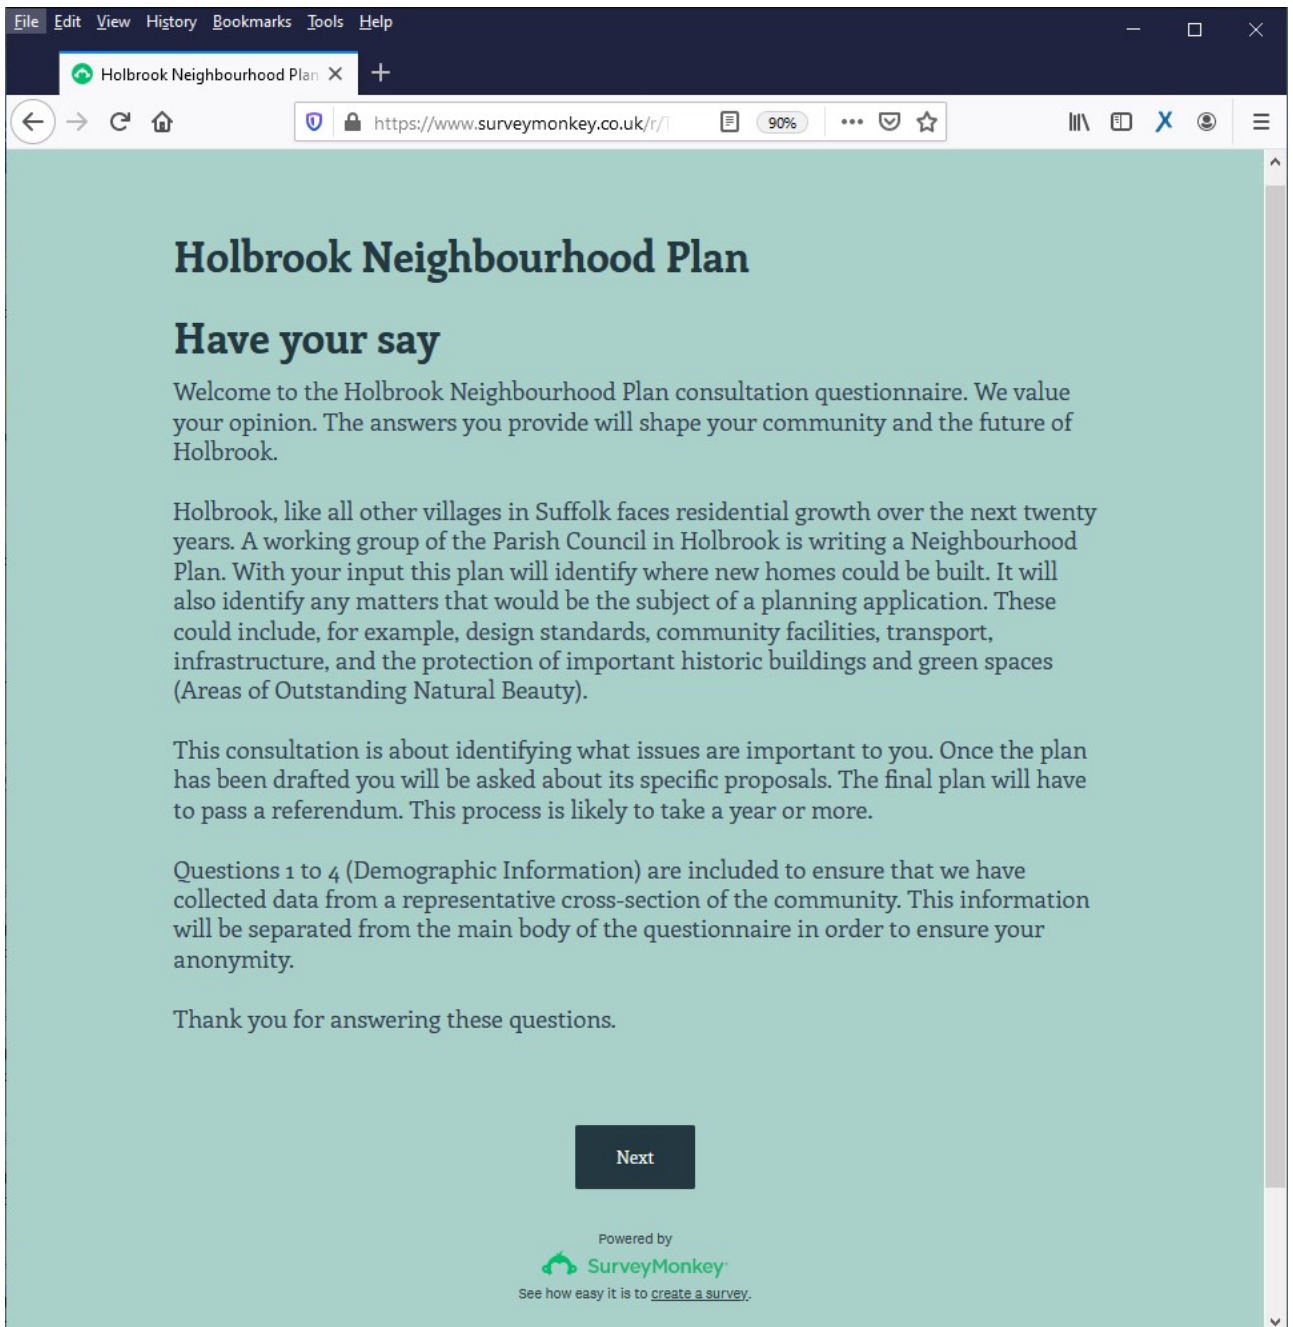 File Edit View History Bookmarks Tools Help
Holbrook Neighbourhood Plan
https://www.surveymonkey.co.uk/r/
90%
Holbrook Neighbourhood Plan
Have your say
Welcome to the Holbrook Neighbourhood Plan consultation questionnaire. We value
your opinion. The answers you provide will shape your community and the future of
Holbrook.
Holbrook, like all other villages in Suffolk faces residential growth over the next twenty
years. A working group of the Parish Council in Holbrook is writing a Neighbourhood
Plan. With your input this plan will identify where new homes could be built. It will
also identify any matters that would be the subject of a planning application. These
could include, for example, design standards, community facilities, transport,
infrastructure, and the protection of important historic buildings and green spaces
(Areas of Outstanding Natural Beauty).
This consultation is about identifying what issues are important to you. Once the plan
has been drafted you will be asked about its specific proposals. The final plan will have
to pass a referendum. This process is likely to take a year or more.
Questions 1 to 4 (Demographic Information) are included to ensure that we have
collected data from a representative cross-section of the community. This information
will be separated from the main body of the questionnaire in order to ensure your
anonymity.
Thank you for answering these questions.
Next
Powered by
SurveyMonkey
See how easy it is to create a survey.